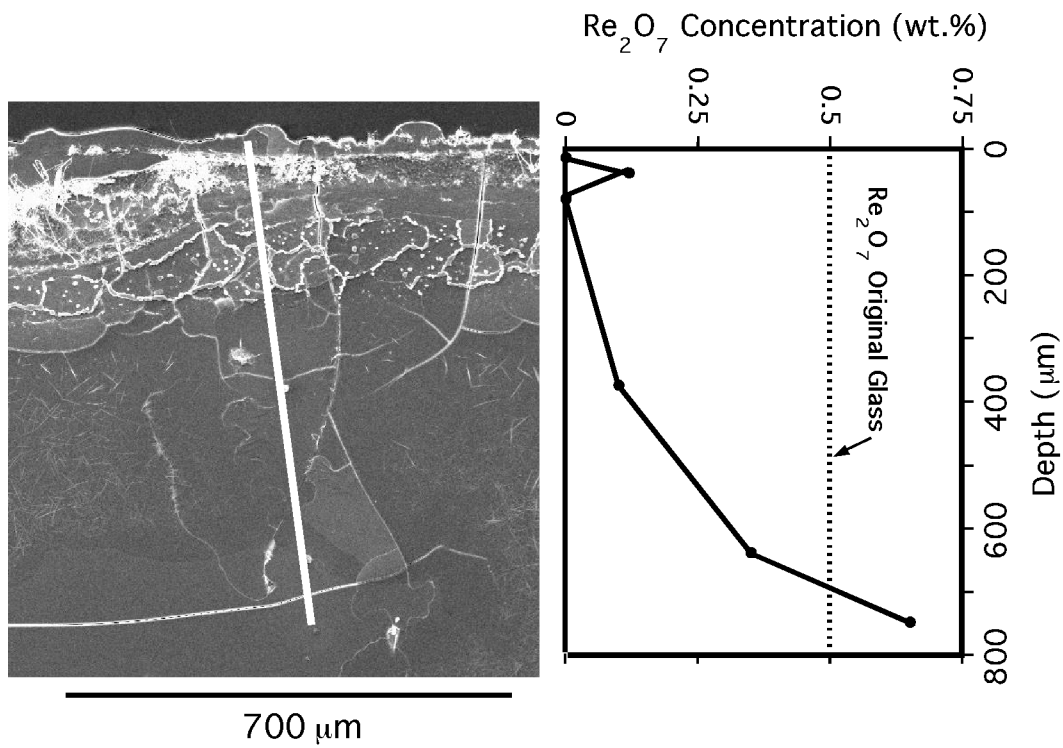 Re₂O₇ Concentration (wt.%)
0
0.25
0.5
0.75
0
200
400
600
800
Depth (μm)
Re₂O₇ Original Glass
700 μm